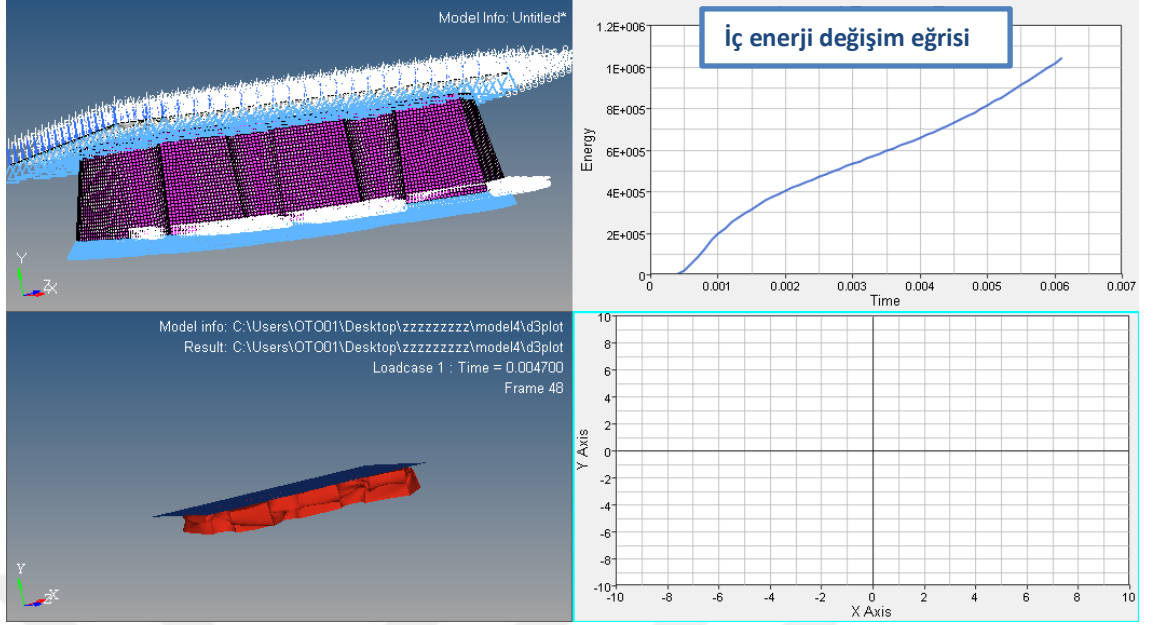 Model Info: Untitled*
Y
Z
X
İç enerji değişim eğrisi
1.2E+006
1E+006
8E+005
6E+005
4E+005
2E+005
0
Energy
0 0.001 0.002 0.003 0.004 0.005 0.006 0.007
Time
Model info: C:\Users\OTO01\Desktop\zzzzzzzzz\model4\d3plot
Result: C:\Users\OTO01\Desktop\zzzzzzzzz\model4\d3plot
Loadcase 1 : Time = 0.004700
Frame 48
Y
Z
X
10
8
6
4
2
0
-2
-4
-6
-8
-10
Y Axis
-10 -8 -6 -4 -2 0 2 4 6 8 10
X Axis